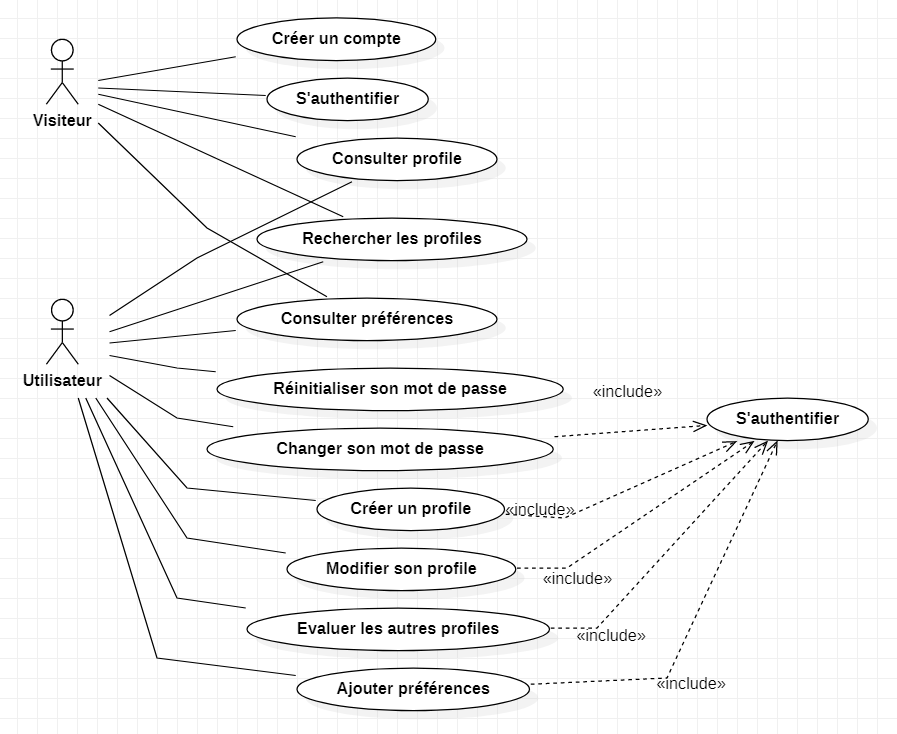 Créer un compte
Visiteur
S'authentifier
Consulter profile
Rechercher les profiles
Consulter préférences
Utilisateur
Réinitialiser son mot de passe
«include»
S'authentifier
Changer son mot de passe
Créer un profile
«include»
Modifier son profile
«include»
Evaluer les autres profiles
«include»
Ajouter préférences
«include»